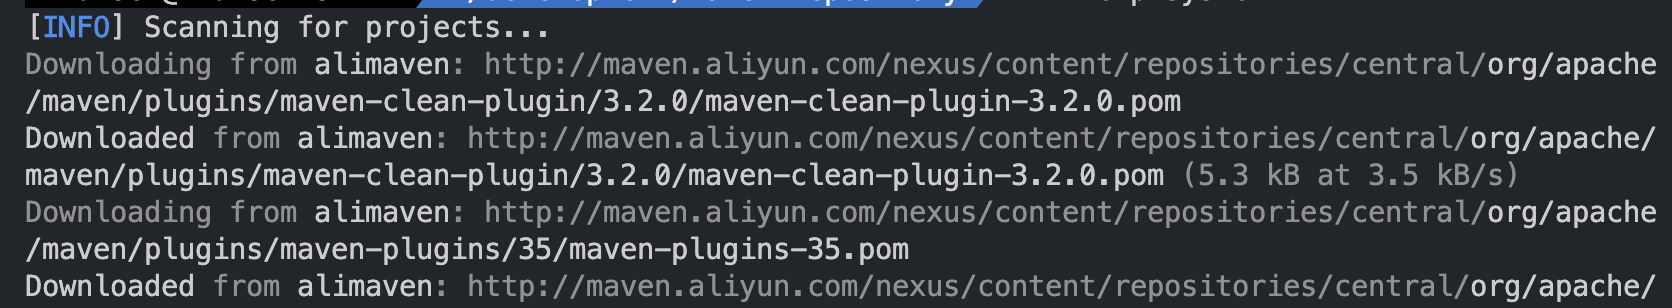 [INFO] Scanning for projects...
Downloading from alimaven: http://maven.aliyun.com/nexus/content/repositories/central/org/apache
/maven/plugins/maven-clean-plugin/3.2.0/maven-clean-plugin-3.2.0.pom
Downloaded from alimaven: http://maven.aliyun.com/nexus/content/repositories/central/org/apache/
maven/plugins/maven-clean-plugin/3.2.0/maven-clean-plugin-3.2.0.pom (5.3 kB at 3.5 kB/s)
Downloading from alimaven: http://maven.aliyun.com/nexus/content/repositories/central/org/apache
/maven/plugins/maven-plugins/35/maven-plugins-35.pom
Downloaded from alimaven: http://maven.aliyun.com/nexus/content/repositories/central/org/apache/